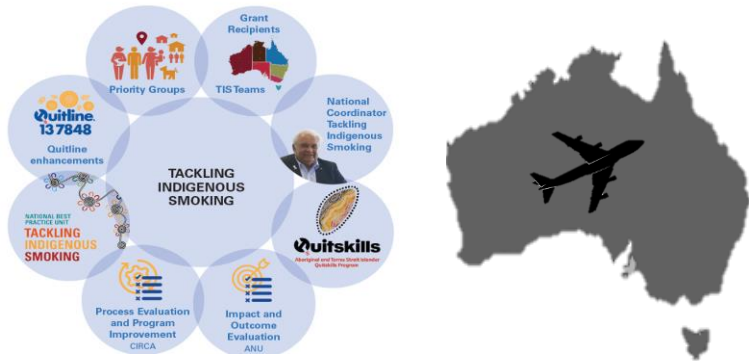 Grant
Recipients
TIS Teams
Priority Groups
National
Coordinator
Tackling
Indigenous
Smoking
Quitline
13 7848
Quitline
enhancements
TACKLING
INDIGENOUS
SMOKING
NATIONAL BEST
PRACTICE UNIT
TACKLING
INDIGENOUS
SMOKING
Quitskills
Aboriginal and Torres Strait Islander
Quitskills Program
Process Evaluation
and Program
Improvement
CIRCA
Impact and
Outcome
Evaluation
ANU